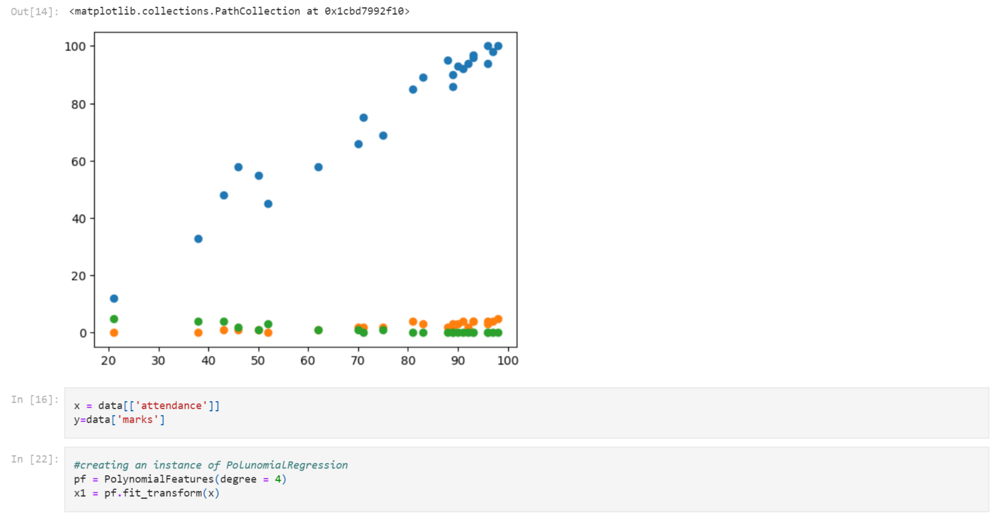 Out[14]: <matplotlib.collections.PathCollection at 0x1cbd7992f10>
100
80
60
40
20
0
20 30 40 50 60 70 80 90 100
In [16]:
x = data[['attendance']]
y=data['marks']
In [22]:
#creating an instance of PolunomialRegression
pf = PolynomialFeatures(degree = 4)
x1 = pf.fit_transform(x)